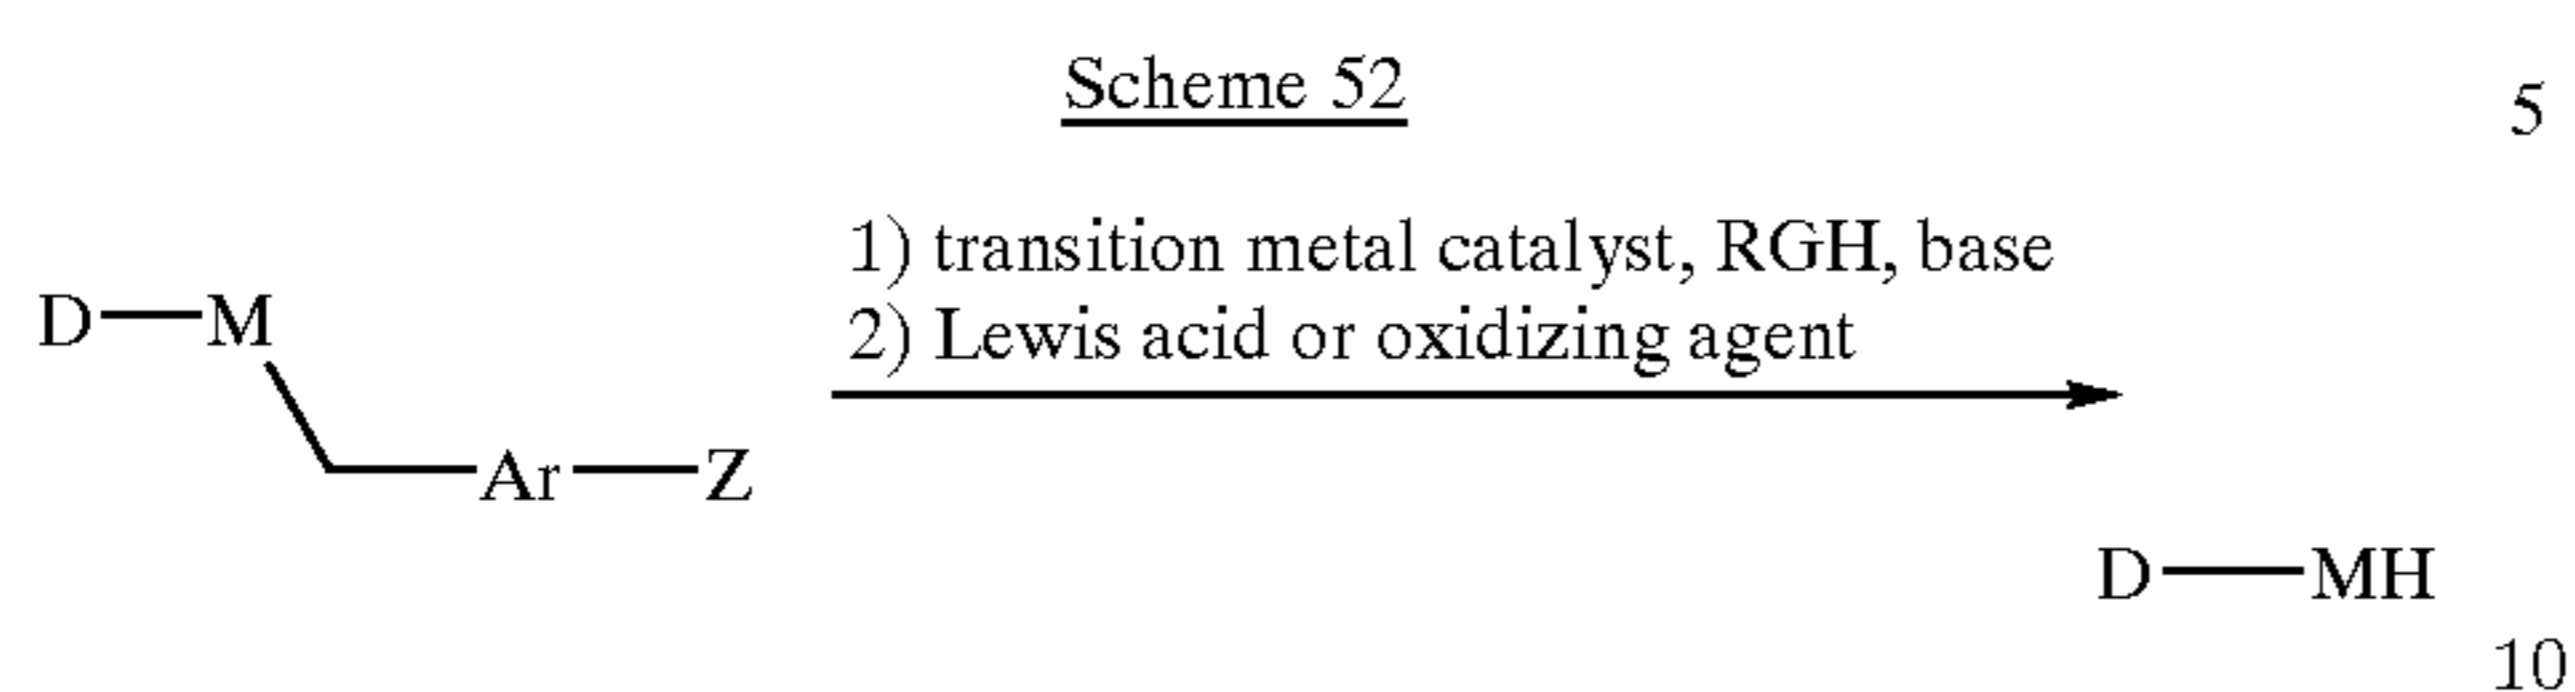 Scheme 52
5
1) transition metal catalyst, RGH, base
2) Lewis acid or oxidizing agent
D—M
Ar—Z
D—MH
10